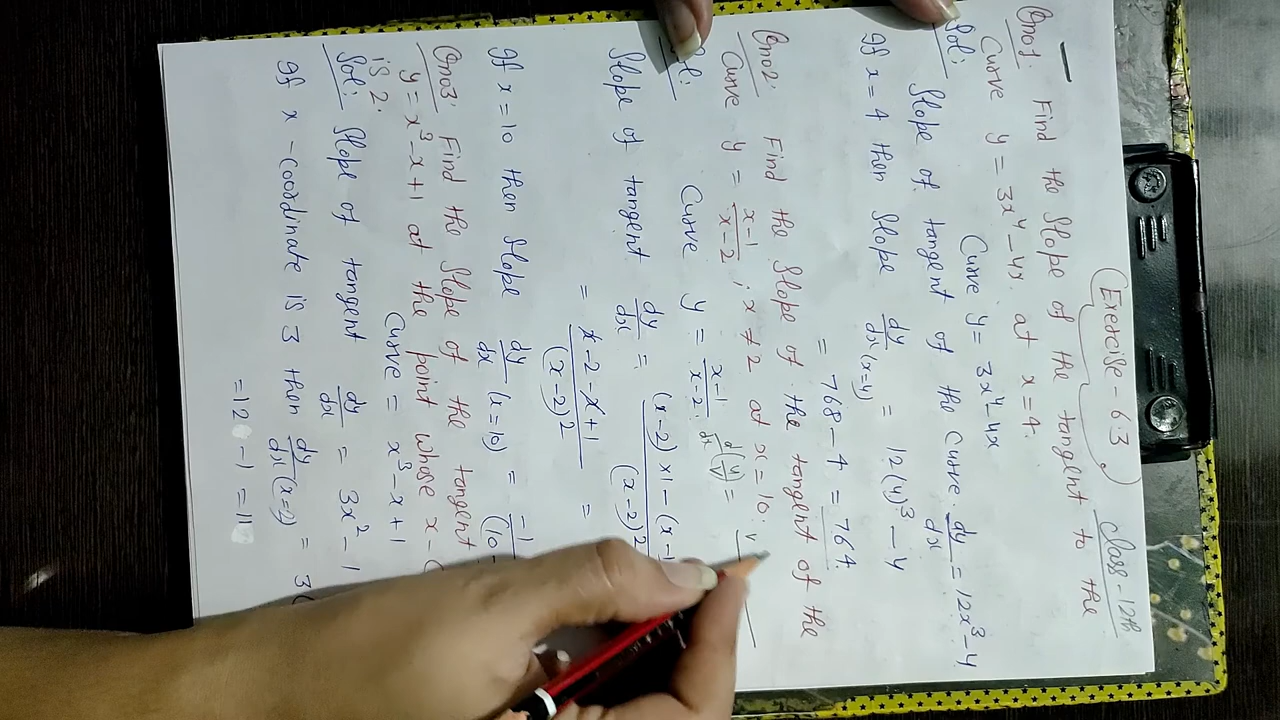 (Exercise - 6.3) Class - 12th
Qno1. Find the Slope of the tangent to the
Curve y = 3x⁴ - 4x. at x = 4.
Sol: Curve y = 3x⁴ - 4x
Slope of tangent of the Curve. dy/dx = 12x³ - 4
If x = 4 then Slope dy/dx (x=4) = 12(4)³ - 4
= 768 - 4 = 764.
Qno2. Find the Slope of the tangent of the
Curve y = x-1/x-2, x ≠ 2 at x = 10.
Sol: Curve y = x-1/x-2. d/dx(y/v) = v
Slope of tangent dy/dx = (x-2)×1 - (x-1/(x-2)²
= x-2-x+1/(x-2)² =
If x = 10 then Slope dy/dx (x=10) = -1/(10-
Qno3. Find the Slope of the tangent
y = x³ - x + 1 at the point whose x -
is 2. Curve = x³ - x + 1
Sol: Slope of tangent dy/dx = 3x² - 1
If x - coordinate is 3 then dy/dx (x=2) = 3(
= 12 - 1 = 11